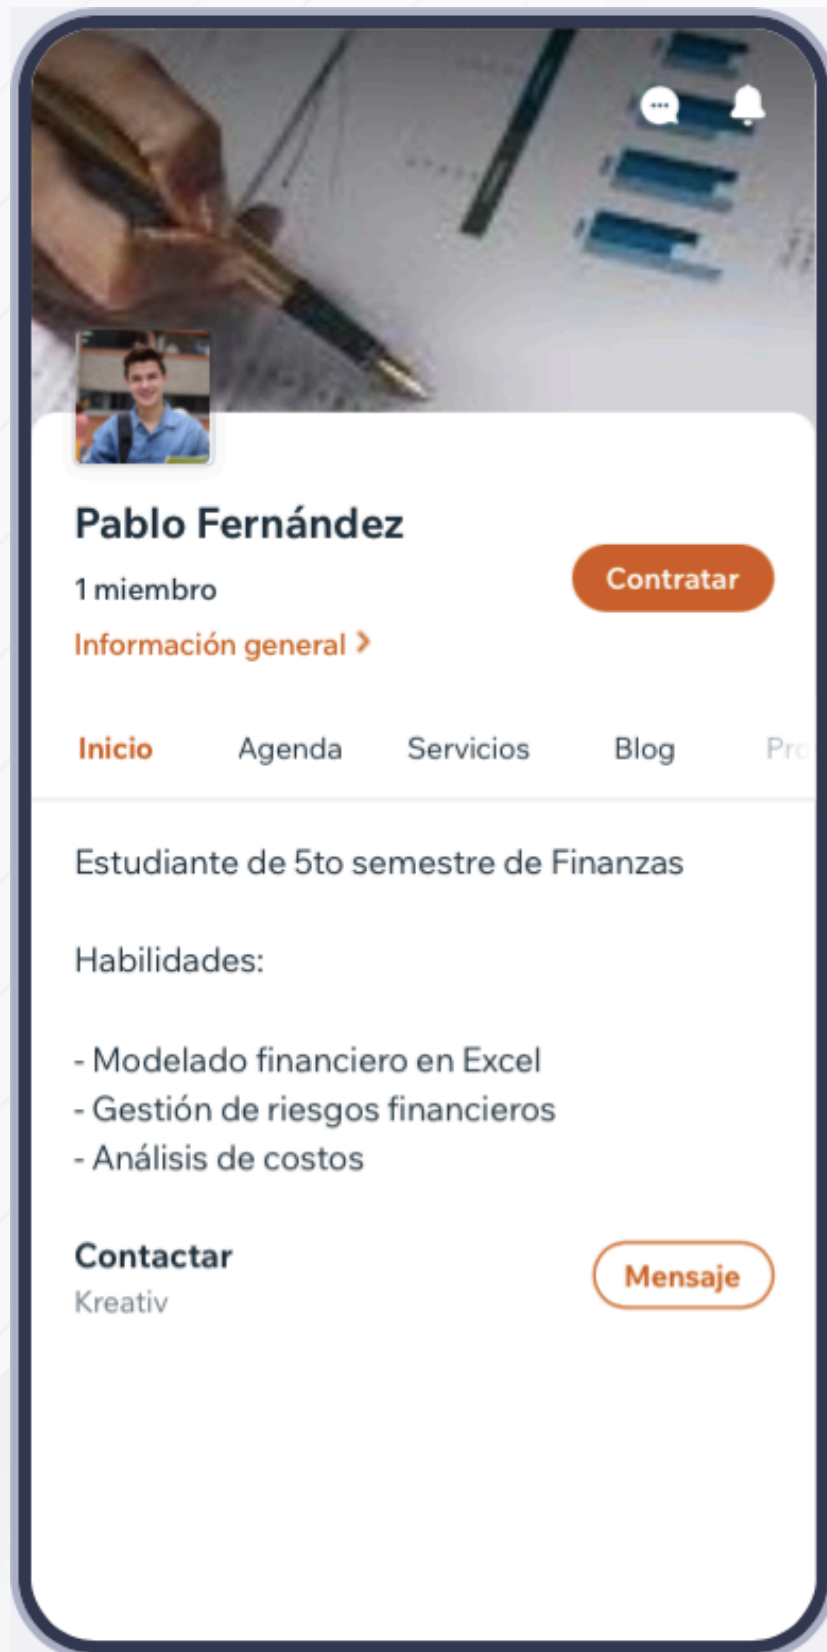 Pablo Fernández
1 miembro
Contratar
Información general
Inicio Agenda Servicios Blog
Estudiante de 5to semestre de Finanzas
Habilidades:
- Modelado financiero en Excel
- Gestión de riesgos financieros
- Análisis de costos
Contactar
Kreativ
Mensaje